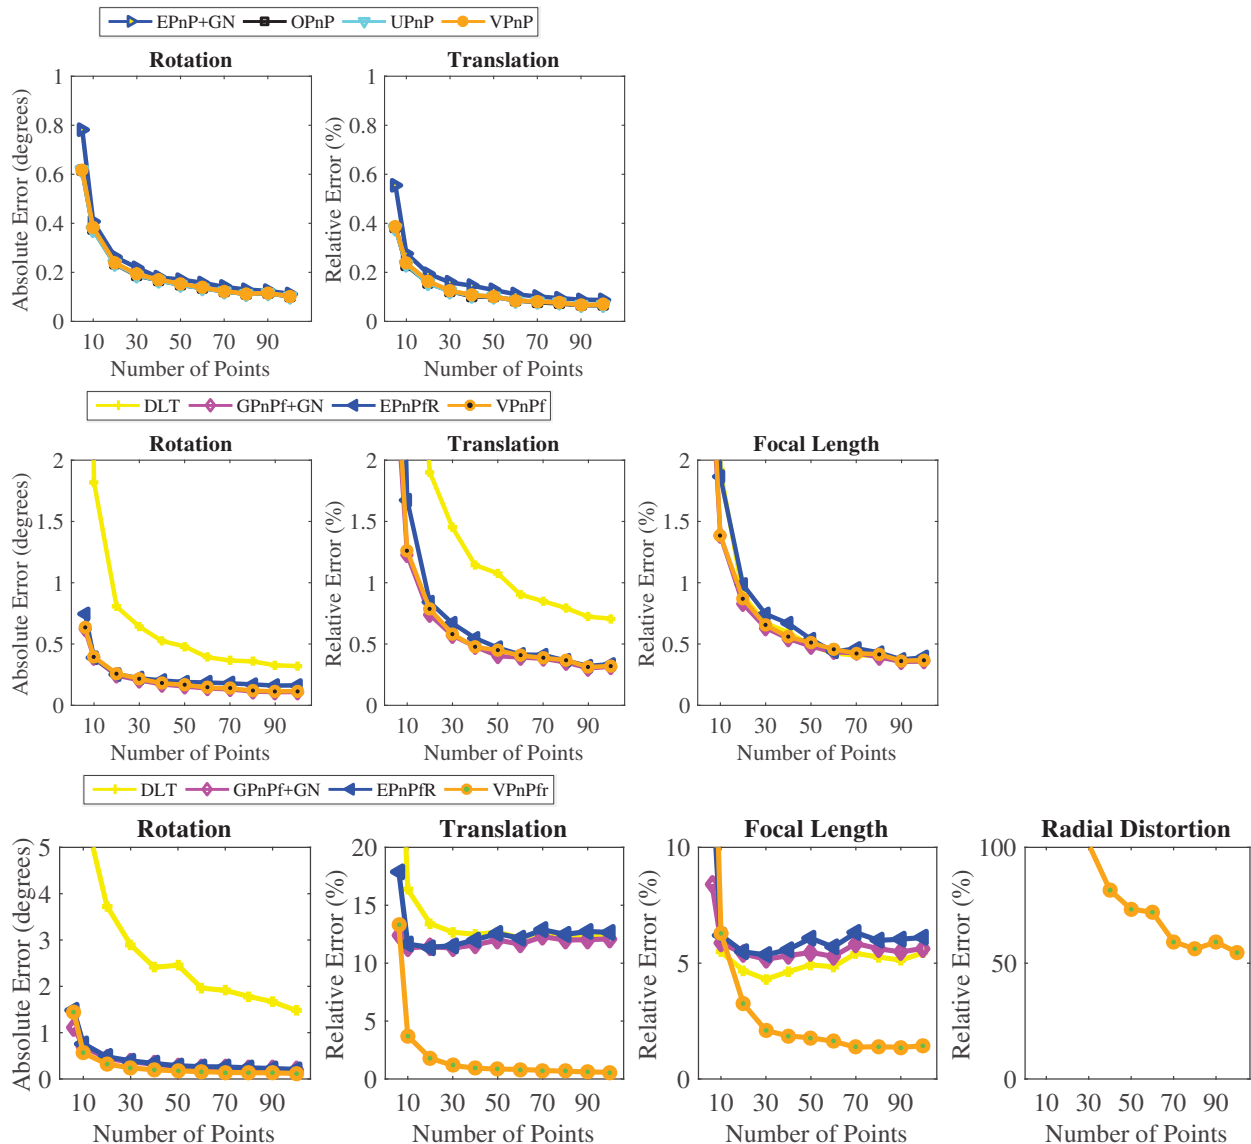 EPnP+GN OPnP UPnP VPnP
Rotation Translation
1 1
0.8 0.8
0.6 0.6
0.4 0.4
0.2 0.2
0 0
Absolute Error (degrees) Relative Error (%)
10 30 50 70 90 10 30 50 70 90
Number of Points Number of Points
DLT GPnPf+GN EPnPfR VPnPf
Rotation Translation Focal Length
2 2 2
1.5 1.5 1.5
1 1 1
0.5 0.5 0.5
0 0 0
Absolute Error (degrees) Relative Error (%) Relative Error (%)
10 30 50 70 90 10 30 50 70 90 10 30 50 70 90
Number of Points Number of Points Number of Points
DLT GPnPf+GN EPnPfR VPnPfr
Rotation Translation Focal Length Radial Distortion
5 20 10 100
4 15
3 10 5 50
2 5
1
0 0 0 0
Absolute Error (degrees) Relative Error (%) Relative Error (%) Relative Error (%)
10 30 50 70 90 10 30 50 70 90 10 30 50 70 90 10 30 50 70 90
Number of Points Number of Points Number of Points Number of Points